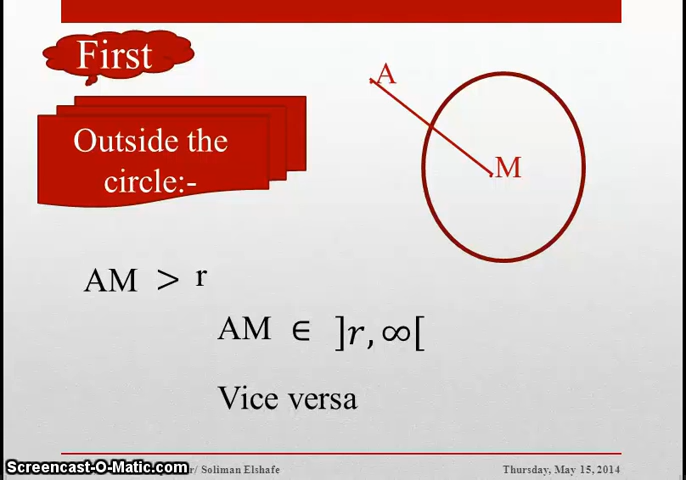 First
A
Outside the
circle:-
M
AM > r
AM ∈ ]r,∞[
Vice versa
Screencast-O-Matic.com
/ Soliman Elshafe
Thursday, May 15, 2014